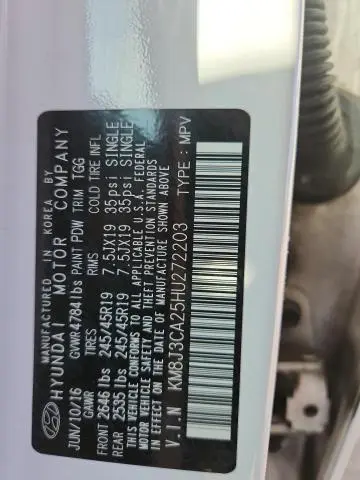 MANUFACTURED IN KOREA BY
HYUNDAI MOTOR COMPANY
JUN/10/16 GVWR 4784 lbs PAINT PDW TRIM TGG
GAWR TIRES RIMS COLD TIRE INFL
FRONT 2646 lbs 245/45R19 7.5JX19 35psi SINGLE
REAR 2535 lbs 245/45R19 7.5JX19 35psi SINGLE
THIS VEHICLE CONFORMS TO ALL APPLICABLE U.S.A. FEDERAL
MOTOR VEHICLE SAFETY AND THEFT PREVENTION STANDARDS
IN EFFECT ON THE DATE OF MANUFACTURE SHOWN ABOVE.
V.I.N KM8J3CA25HU272203 TYPE : MPV